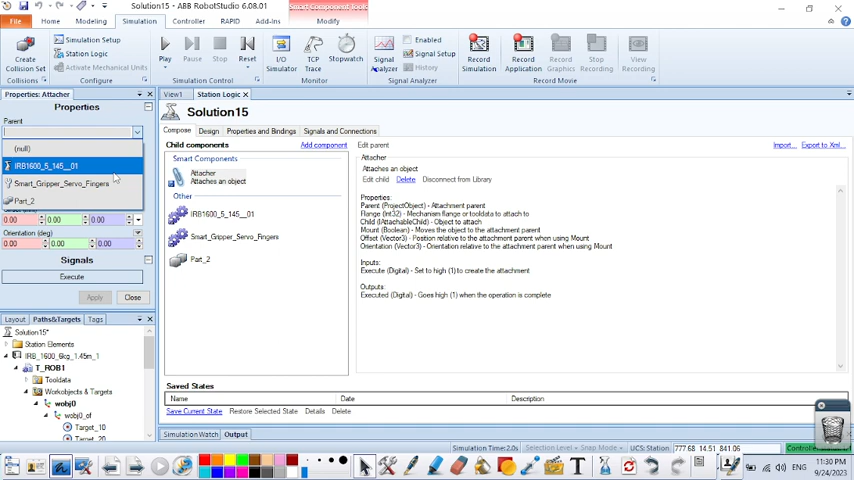 Solution15 - ABB RobotStudio 6.08.01
Smart Component Tools
File Home Modeling Simulation Controller RAPID Add-Ins Modify
Create Collision Set
Collisions
Simulation Setup
Station Logic
Activate Mechanical Units
Configure
Play Pause Stop Reset
Simulation Control
I/O Simulator
TCP Trace
Stopwatch
Monitor
Signal Analyzer
Enabled
Signal Setup
History
Signal Analyzer
Record Simulation
Record Application
Record Graphics
Stop Recording
Record Movie
View Recording
Properties: Attacher
Properties
Parent
(null)
IRB1600_5_145__01
Smart_Gripper_Servo_Fingers
Part_2
0.00 0.00 0.00
Orientation (deg)
0.00 0.00 0.00
Signals
Execute
Apply Close
Layout Paths&Targets Tags
Solution15*
Station Elements
IRB_1600_6kg_1.45m_1
T_ROB1
Tooldata
Workobjects & Targets
wobj0
wobj0_of
Target_10
Target_20
View1 Station Logic
Solution15
Compose Design Properties and Bindings Signals and Connections
Child components Add component
Smart Components
Attacher
Attaches an object
Other
IRB1600_5_145__01
Smart_Gripper_Servo_Fingers
Part_2
Edit parent Import... Export to Xml...
Attacher
Attaches an object
Edit child Delete Disconnect from Library
Properties:
Parent (ProjectObject) - Attachment parent
Flange (Int32) - Mechanism flange or tooldata to attach to
Child (IAttachableChild) - Object to attach
Mount (Boolean) - Moves the object to the attachment parent
Offset (Vector3) - Position relative to the attachment parent when using Mount
Orientation (Vector3) - Orientation relative to the attachment parent when using Mount
Inputs:
Execute (Digital) - Set to high (1) to create the attachment
Outputs:
Executed (Digital) - Goes high (1) when the operation is complete
Saved States
Name Date Description
Save Current State Restore Selected State Details Delete
Simulation Watch Output
Simulation Time: 2.0s Selection Level Snap Mode UCS: Station 777.68 14.51 841.06
ENG
11:30 PM
9/24/2023